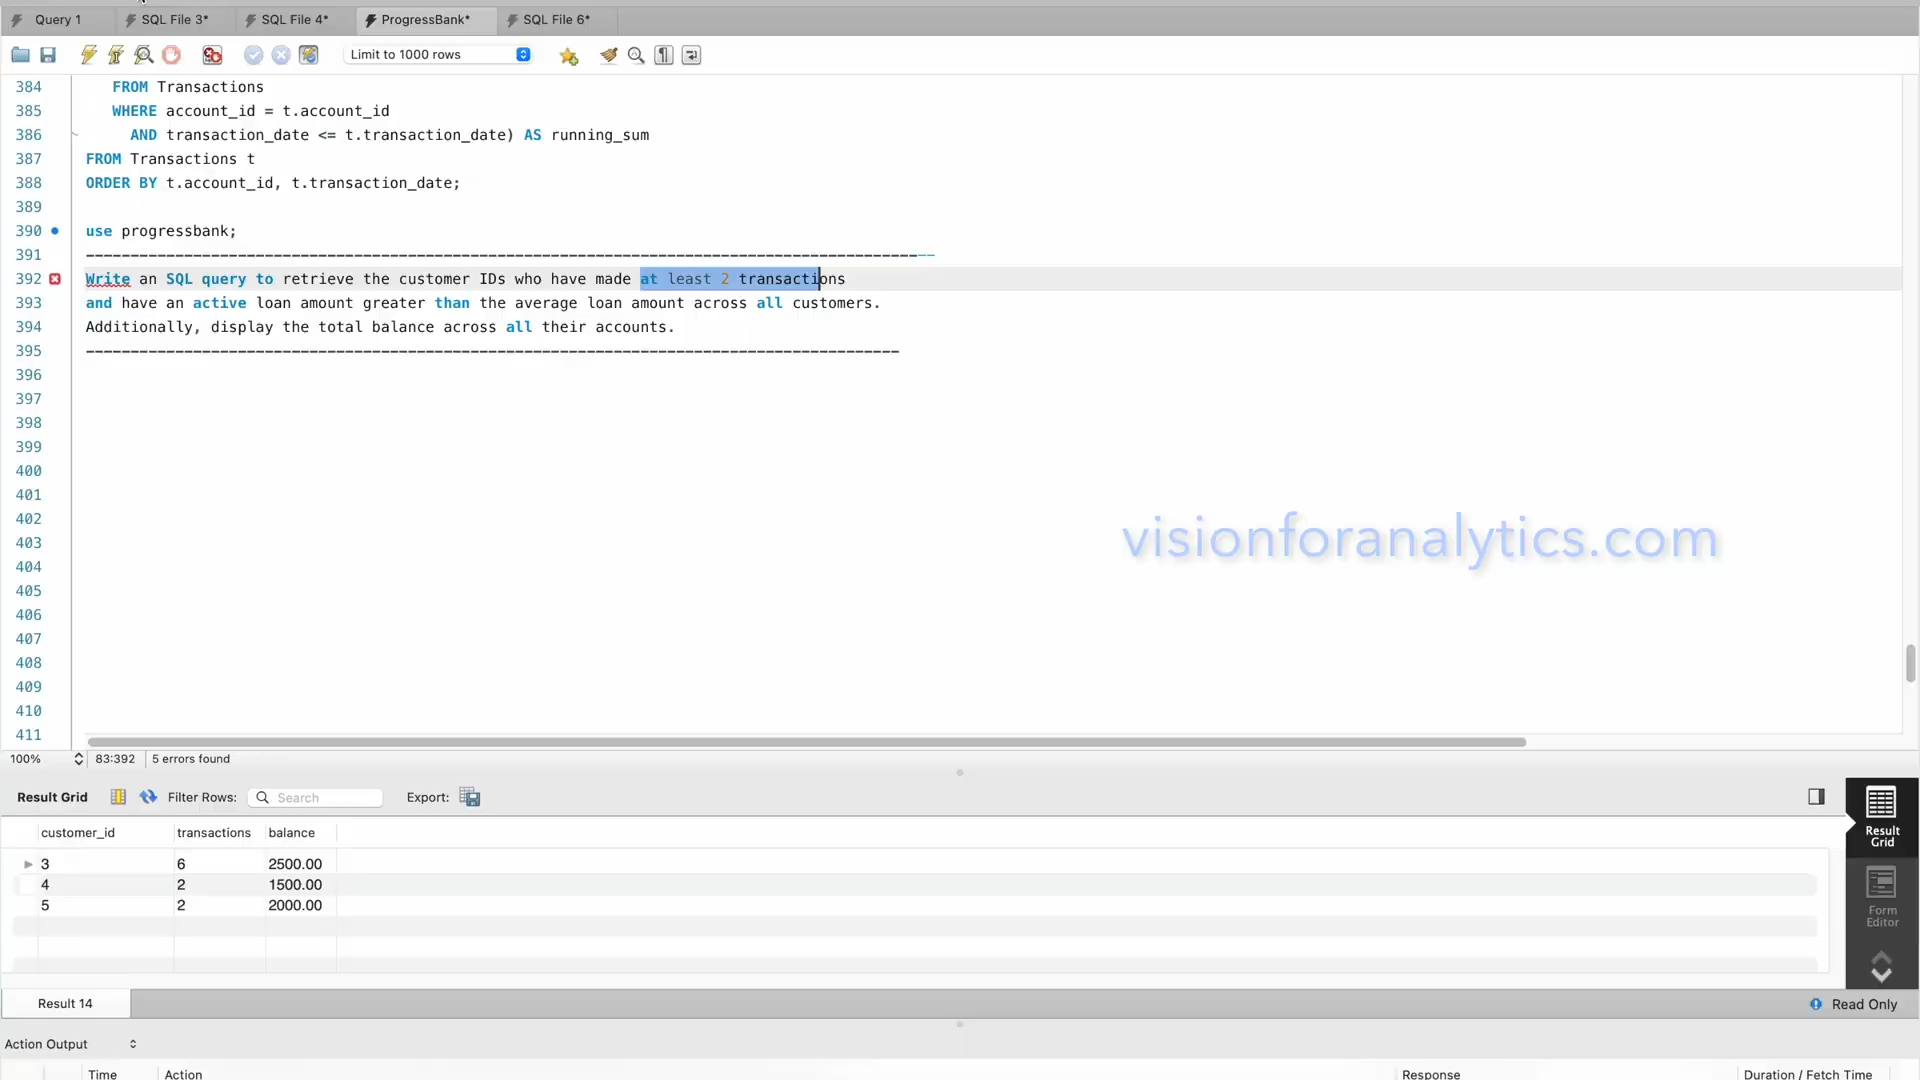 Query 1 SQL File 3* SQL File 4* ProgressBank* SQL File 6*
Limit to 1000 rows
384 FROM Transactions
385 WHERE account_id = t.account_id
386 AND transaction_date <= t.transaction_date) AS running_sum
387 FROM Transactions t
388 ORDER BY t.account_id, t.transaction_date;
389
390 use progressbank;
391 -----------------------------------------------------------------------------------------------
392 Write an SQL query to retrieve the customer IDs who have made at least 2 transactions
393 and have an active loan amount greater than the average loan amount across all customers.
394 Additionally, display the total balance across all their accounts.
395 -------------------------------------------------------------------------------------------
396
397
398
399
400
401
402
403
404
405
406
407
408
409
410
411
visionforanalytics.com
100% 83:392 5 errors found
Result Grid Filter Rows: Search Export:
customer_id transactions balance
3 6 2500.00
4 2 1500.00
5 2 2000.00
Result
Grid
Form
Editor
Result 14 Read Only
Action Output
Time Action Response Duration / Fetch Time